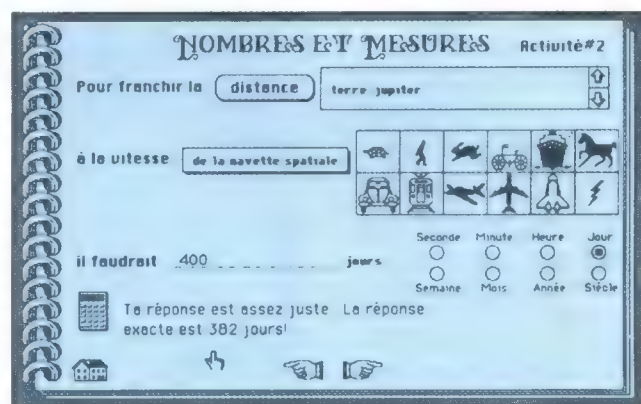 NOMBRES ET MESURES Activité#2
Pour franchir la distance terre jupiter
à la vitesse de la navette spatiale
Seconde Minute Heure Jour
il faudrait 400 jours
Semaine Mois Année Siècle
Ta réponse est assez juste La réponse
exacte est 382 jours!